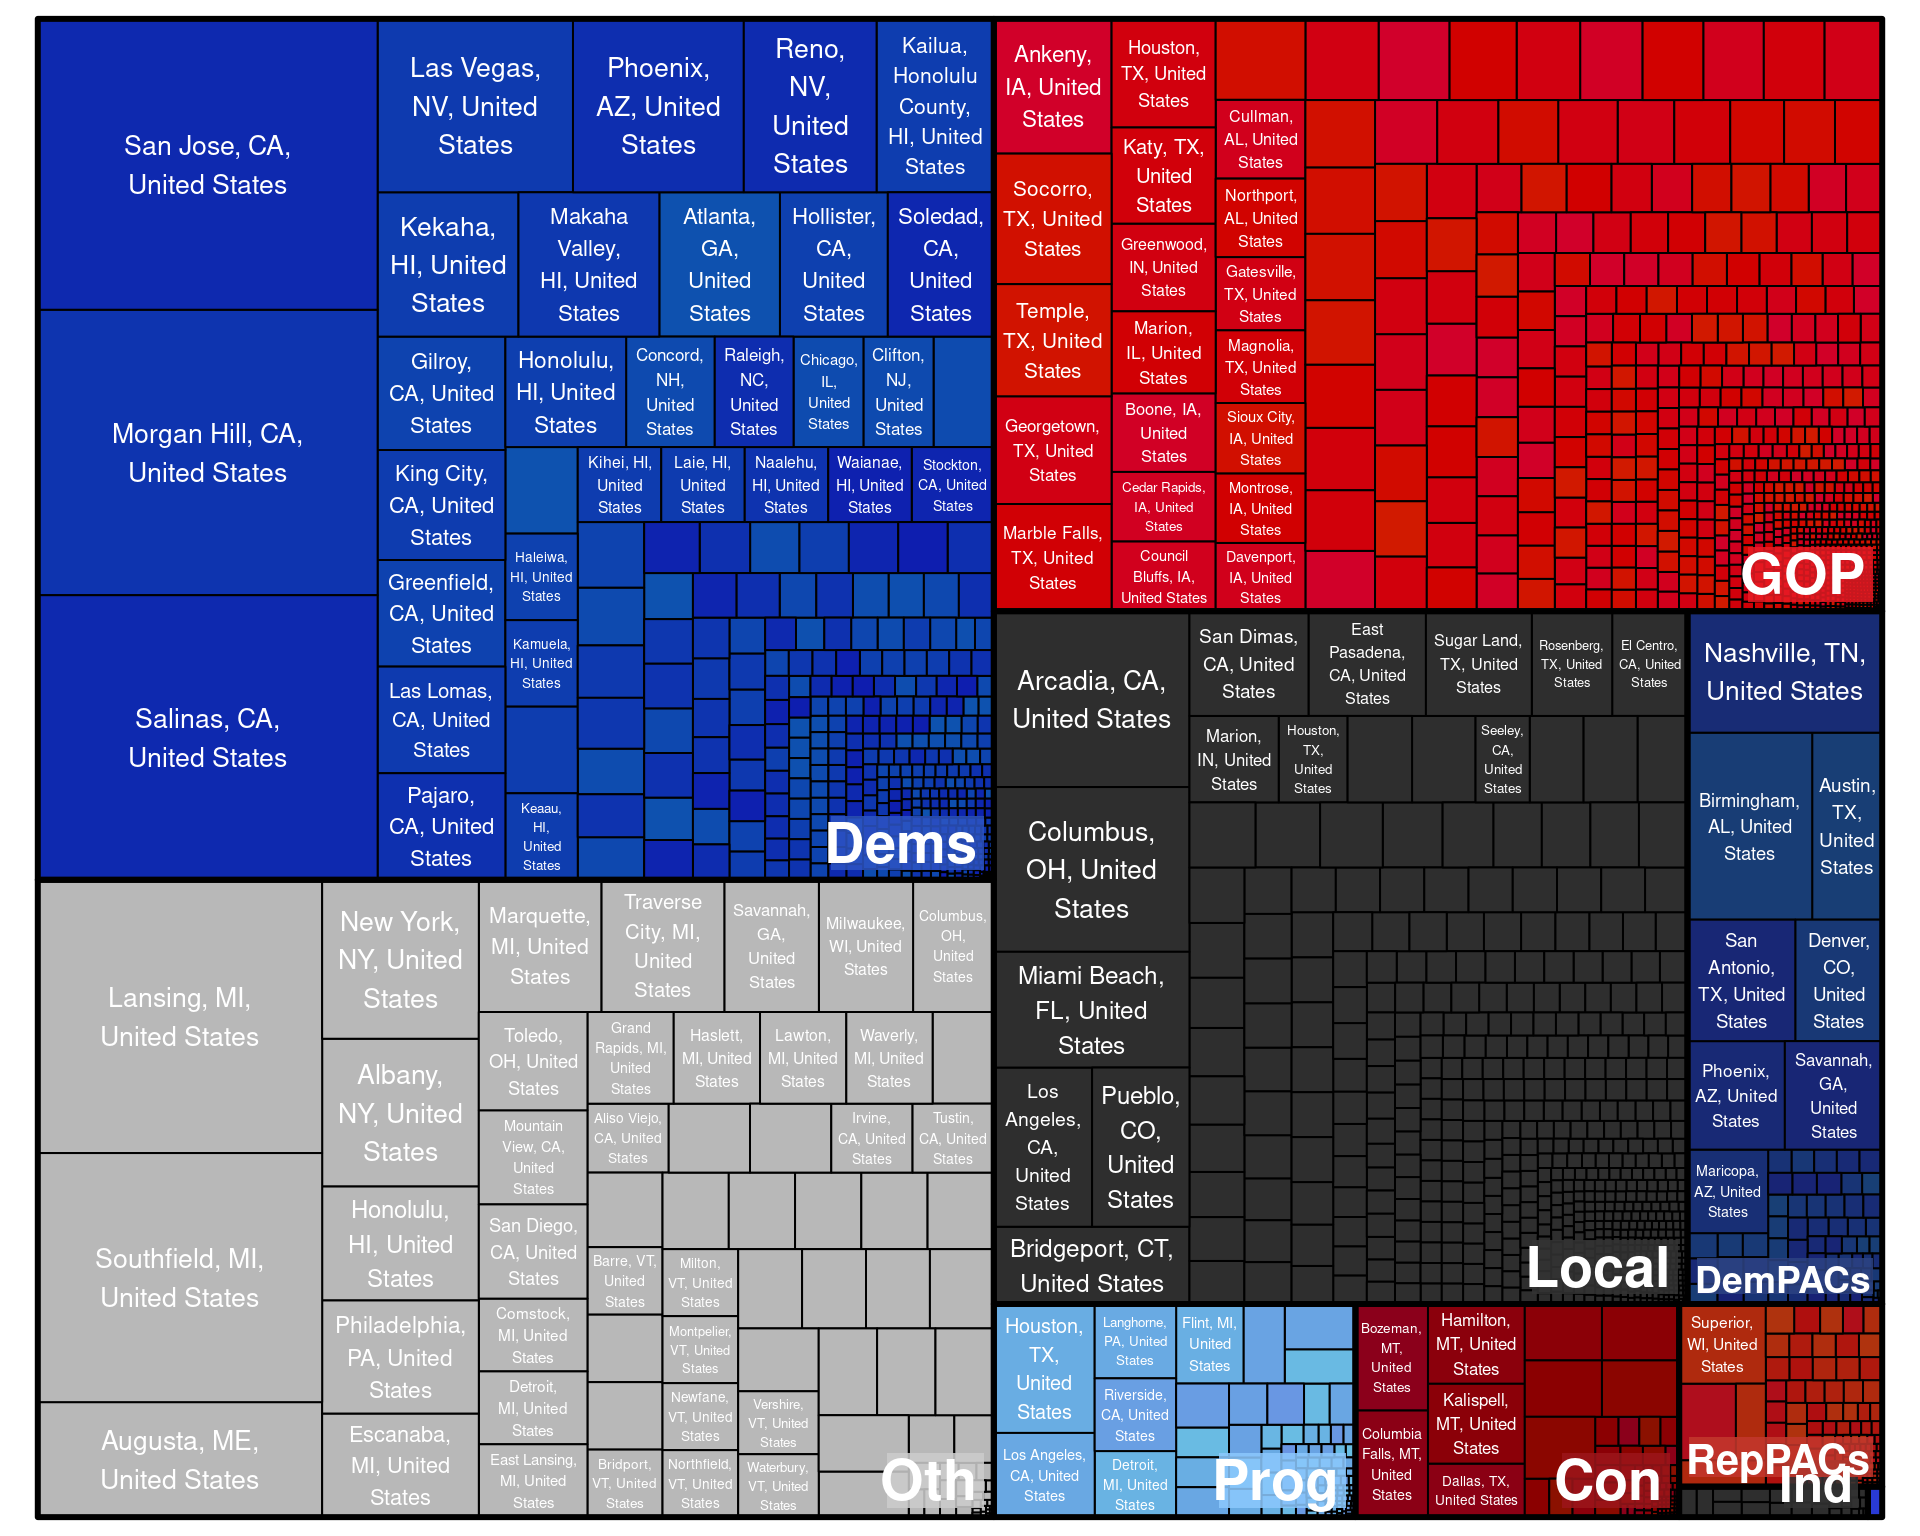 San Jose, CA,
United States
Morgan Hill, CA,
United States
Salinas, CA,
United States
Las Vegas,
NV, United
States
Phoenix,
AZ, United
States
Reno,
NV,
United
States
Kailua,
Honolulu
County,
HI, United
States
Kekaha,
HI, United
States
Makaha
Valley,
HI, United
States
Atlanta,
GA,
United
States
Hollister,
CA,
United
States
Soledad,
CA,
United
States
Gilroy,
CA, United
States
King City,
CA, United
States
Greenfield,
CA, United
States
Las Lomas,
CA, United
States
Pajaro,
CA, United
States
Honolulu,
HI, United
States
Concord,
NH,
United
States
Raleigh,
NC,
United
States
Chicago,
IL,
United
States
Clifton,
NJ,
United
States
Kihei, HI,
United
States
Laie, HI,
United
States
Naalehu,
HI, United
States
Waianae,
HI, United
States
Stockton,
CA, United
States
Haleiwa,
HI, United
States
Kamuela,
HI, United
States
Keaau,
HI,
United
States
Dems
Ankeny,
IA, United
States
Socorro,
TX, United
States
Temple,
TX, United
States
Georgetown,
TX, United
States
Marble Falls,
TX, United
States
Houston,
TX, United
States
Katy, TX,
United
States
Greenwood,
IN, United
States
Marion,
IL, United
States
Boone, IA,
United
States
Cedar Rapids,
IA, United
States
Council
Bluffs, IA,
United States
Cullman,
AL, United
States
Northport,
AL, United
States
Gatesville,
TX, United
States
Magnolia,
TX, United
States
Sioux City,
IA, United
States
Montrose,
IA, United
States
Davenport,
IA, United
States
GOP
Lansing, MI,
United States
Southfield, MI,
United States
Augusta, ME,
United States
New York,
NY, United
States
Albany,
NY, United
States
Honolulu,
HI, United
States
Philadelphia,
PA, United
States
Escanaba,
MI, United
States
Marquette,
MI, United
States
Traverse
City, MI,
United
States
Savannah,
GA,
United
States
Milwaukee,
WI, United
States
Columbus,
OH,
United
States
Toledo,
OH, United
States
Mountain
View, CA,
United
States
San Diego,
CA, United
States
Comstock,
MI, United
States
Detroit,
MI, United
States
East Lansing,
MI, United
States
Grand
Rapids, MI,
United
States
Haslett,
MI, United
States
Lawton,
MI, United
States
Waverly,
MI, United
States
Aliso Viejo,
CA, United
States
Irvine,
CA, United
States
Tustin,
CA, United
States
Barre, VT,
United
States
Milton,
VT, United
States
Montpelier,
VT, United
States
Newfane,
VT, United
States
Vershire,
VT, United
States
Bridport,
VT, United
States
Northfield,
VT, United
States
Waterbury,
VT, United
States
Oth
Arcadia, CA,
United States
Columbus,
OH, United
States
Miami Beach,
FL, United
States
Los
Angeles,
CA,
United
States
Pueblo,
CO,
United
States
Bridgeport, CT,
United States
San Dimas,
CA, United
States
East
Pasadena,
CA, United
States
Sugar Land,
TX, United
States
Rosenberg,
TX, United
States
El Centro,
CA, United
States
Marion,
IN, United
States
Houston,
TX,
United
States
Seeley,
CA,
United
States
Local
Nashville, TN,
United States
Birmingham,
AL, United
States
Austin,
TX,
United
States
San
Antonio,
TX, United
States
Denver,
CO,
United
States
Phoenix,
AZ, United
States
Savannah,
GA,
United
States
Maricopa,
AZ, United
States
DemPACs
Houston,
TX,
United
States
Los Angeles,
CA, United
States
Langhorne,
PA, United
States
Riverside,
CA, United
States
Detroit,
MI, United
States
Flint, MI,
United
States
Prog
Bozeman,
MT,
United
States
Columbia
Falls, MT,
United
States
Hamilton,
MT, United
States
Kalispell,
MT, United
States
Dallas, TX,
United States
Con
Superior,
WI, United
States
RepPACs
Ind